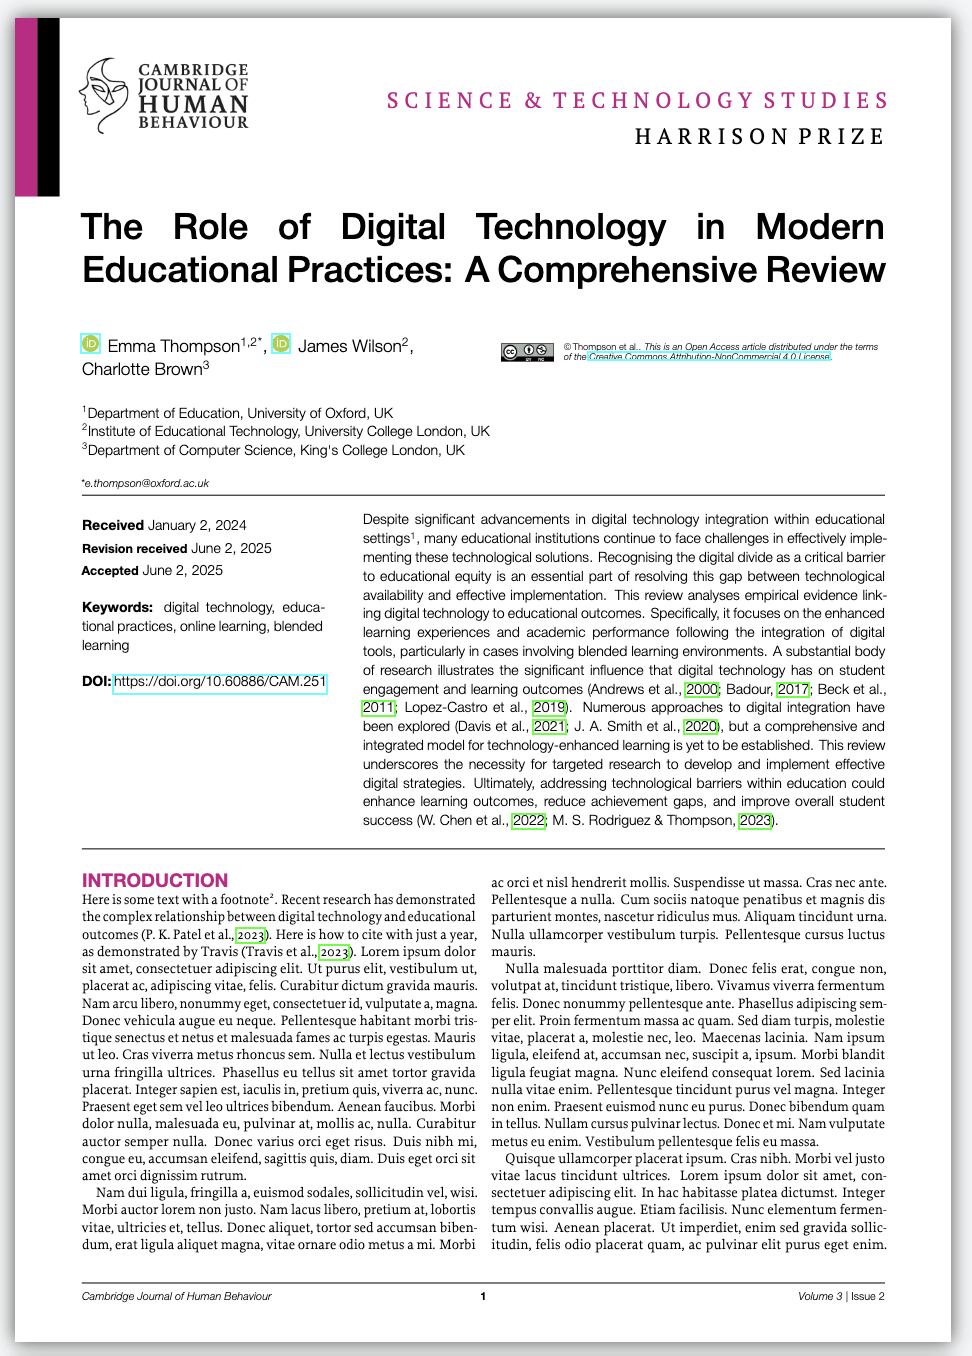 CAMBRIDGE
JOURNAL OF
HUMAN
BEHAVIOUR
SCIENCE & TECHNOLOGY STUDIES
HARRISON PRIZE
The Role of Digital Technology in Modern
Educational Practices: A Comprehensive Review
iD Emma Thompson1,2*, iD James Wilson2,
Charlotte Brown3
cc BY NC
© Thompson et al.. This is an Open Access article distributed under the terms
of the Creative Commons Attribution-NonCommercial 4.0 License.
1Department of Education, University of Oxford, UK
2Institute of Educational Technology, University College London, UK
3Department of Computer Science, King's College London, UK
*e.thompson@oxford.ac.uk
Received January 2, 2024
Revision received June 2, 2025
Accepted June 2, 2025
Keywords: digital technology, educa-
tional practices, online learning, blended
learning
DOI: https://doi.org/10.60886/CAM.251
Despite significant advancements in digital technology integration within educational
settings1, many educational institutions continue to face challenges in effectively imple-
menting these technological solutions. Recognising the digital divide as a critical barrier
to educational equity is an essential part of resolving this gap between technological
availability and effective implementation. This review analyses empirical evidence link-
ing digital technology to educational outcomes. Specifically, it focuses on the enhanced
learning experiences and academic performance following the integration of digital
tools, particularly in cases involving blended learning environments. A substantial body
of research illustrates the significant influence that digital technology has on student
engagement and learning outcomes (Andrews et al., 2000; Badour, 2017; Beck et al.,
2011; Lopez-Castro et al., 2019). Numerous approaches to digital integration have
been explored (Davis et al., 2021; J. A. Smith et al., 2020), but a comprehensive and
integrated model for technology-enhanced learning is yet to be established. This review
underscores the necessity for targeted research to develop and implement effective
digital strategies. Ultimately, addressing technological barriers within education could
enhance learning outcomes, reduce achievement gaps, and improve overall student
success (W. Chen et al., 2022; M. S. Rodriguez & Thompson, 2023).
INTRODUCTION
Here is some text with a footnote2. Recent research has demonstrated
the complex relationship between digital technology and educational
outcomes (P. K. Patel et al., 2023). Here is how to cite with just a year,
as demonstrated by Travis (Travis et al., 2023). Lorem ipsum dolor
sit amet, consectetuer adipiscing elit. Ut purus elit, vestibulum ut,
placerat ac, adipiscing vitae, felis. Curabitur dictum gravida mauris.
Nam arcu libero, nonummy eget, consectetuer id, vulputate a, magna.
Donec vehicula augue eu neque. Pellentesque habitant morbi tris-
tique senectus et netus et malesuada fames ac turpis egestas. Mauris
ut leo. Cras viverra metus rhoncus sem. Nulla et lectus vestibulum
urna fringilla ultrices. Phasellus eu tellus sit amet tortor gravida
placerat. Integer sapien est, iaculis in, pretium quis, viverra ac, nunc.
Praesent eget sem vel leo ultrices bibendum. Aenean faucibus. Morbi
dolor nulla, malesuada eu, pulvinar at, mollis ac, nulla. Curabitur
auctor semper nulla. Donec varius orci eget risus. Duis nibh mi,
congue eu, accumsan eleifend, sagittis quis, diam. Duis eget orci sit
amet orci dignissim rutrum.
Nam dui ligula, fringilla a, euismod sodales, sollicitudin vel, wisi.
Morbi auctor lorem non justo. Nam lacus libero, pretium at, lobortis
vitae, ultricies et, tellus. Donec aliquet, tortor sed accumsan biben-
dum, erat ligula aliquet magna, vitae ornare odio metus a mi. Morbi
ac orci et nisl hendrerit mollis. Suspendisse ut massa. Cras nec ante.
Pellentesque a nulla. Cum sociis natoque penatibus et magnis dis
parturient montes, nascetur ridiculus mus. Aliquam tincidunt urna.
Nulla ullamcorper vestibulum turpis. Pellentesque cursus luctus
mauris.
Nulla malesuada porttitor diam. Donec felis erat, congue non,
volutpat at, tincidunt tristique, libero. Vivamus viverra fermentum
felis. Donec nonummy pellentesque ante. Phasellus adipiscing sem-
per elit. Proin fermentum massa ac quam. Sed diam turpis, molestie
vitae, placerat a, molestie nec, leo. Maecenas lacinia. Nam ipsum
ligula, eleifend at, accumsan nec, suscipit a, ipsum. Morbi blandit
ligula feugiat magna. Nunc eleifend consequat lorem. Sed lacinia
nulla vitae enim. Pellentesque tincidunt purus vel magna. Integer
non enim. Praesent euismod nunc eu purus. Donec bibendum quam
in tellus. Nullam cursus pulvinar lectus. Donec et mi. Nam vulputate
metus eu enim. Vestibulum pellentesque felis eu massa.
Quisque ullamcorper placerat ipsum. Cras nibh. Morbi vel justo
vitae lacus tincidunt ultrices. Lorem ipsum dolor sit amet, con-
sectetuer adipiscing elit. In hac habitasse platea dictumst. Integer
tempus convallis augue. Etiam facilisis. Nunc elementum fermen-
tum wisi. Aenean placerat. Ut imperdiet, enim sed gravida sollic-
itudin, felis odio placerat quam, ac pulvinar elit purus eget enim.
Cambridge Journal of Human Behaviour
1
Volume 3 | Issue 2